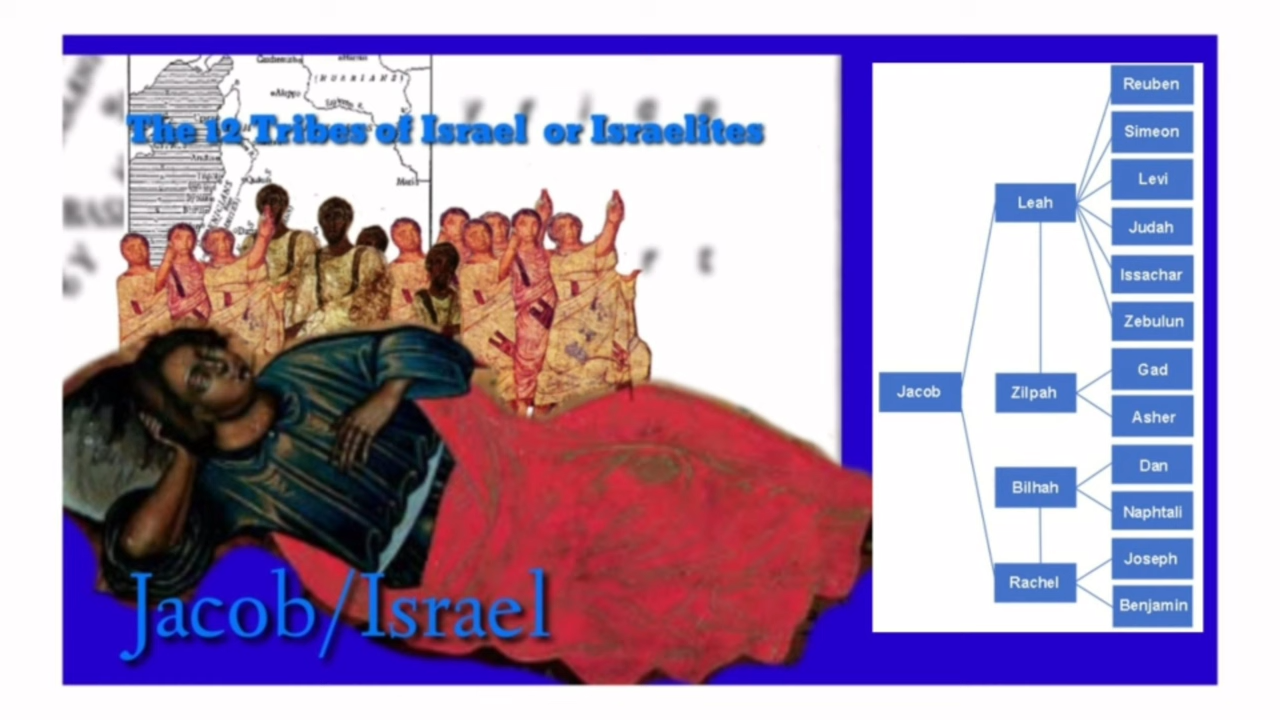 The 12 Tribes of Israel or Israelites
(HURRIANS)
Jacob/Israel
Jacob
Leah
Zilpah
Bilhah
Rachel
Reuben
Simeon
Levi
Judah
Issachar
Zebulun
Gad
Asher
Dan
Naphtali
Joseph
Benjamin